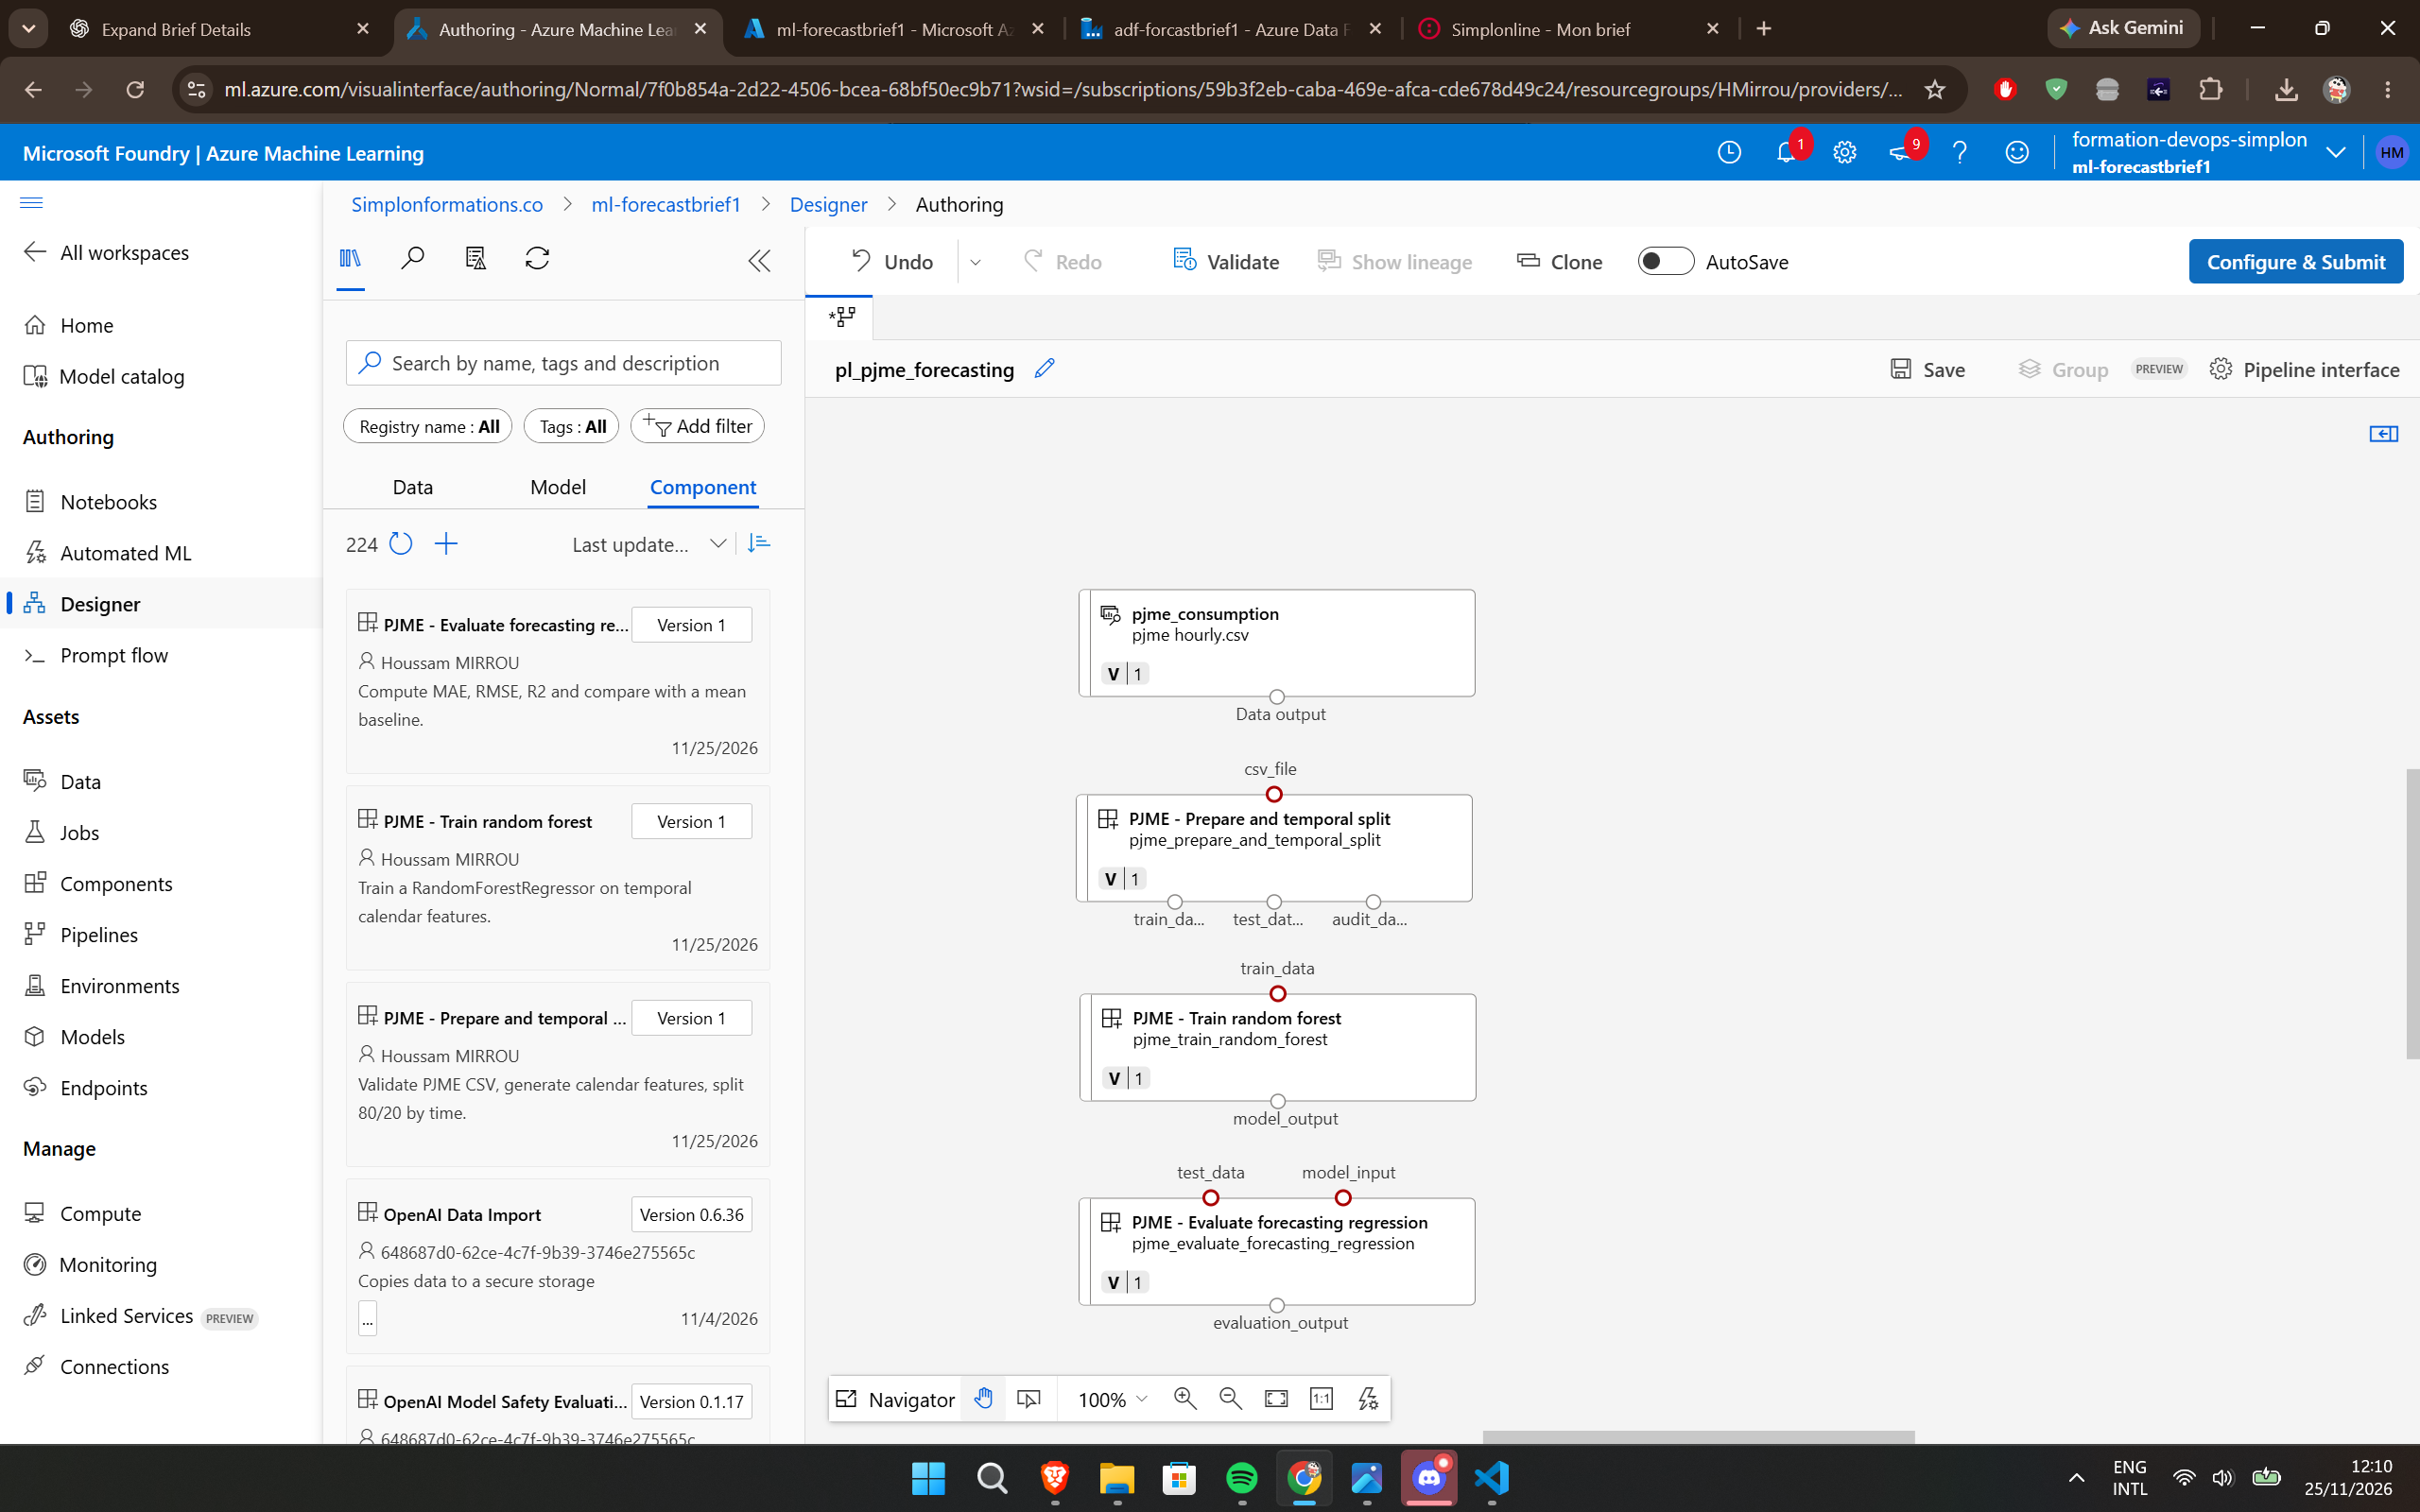 Expand Brief Details
Authoring - Azure Machine Lea
ml-forecastbrief1 - Microsoft Az
adf-forcastbrief1 - Azure Data F
Simplonline - Mon brief
Ask Gemini
ml.azure.com/visualinterface/authoring/Normal/7f0b854a-2d22-4506-bcea-68bf50ec9b71?wsid=/subscriptions/59b3f2eb-caba-469e-afca-cde678d49c24/resourcegroups/HMirrou/providers/...
Microsoft Foundry | Azure Machine Learning
1
9
formation-devops-simplon
ml-forecastbrief1
HM
All workspaces
Home
Model catalog
Authoring
Notebooks
Automated ML
Designer
Prompt flow
Assets
Data
Jobs
Components
Pipelines
Environments
Models
Endpoints
Manage
Compute
Monitoring
Linked Services PREVIEW
Connections
Simplonformations.co > ml-forecastbrief1 > Designer > Authoring
Search by name, tags and description
Registry name : All
Tags : All
Add filter
Data
Model
Component
224
Last update...
PJME - Evaluate forecasting re...
Version 1
Houssam MIRROU
Compute MAE, RMSE, R2 and compare with a mean
baseline.
11/25/2026
PJME - Train random forest
Version 1
Houssam MIRROU
Train a RandomForestRegressor on temporal
calendar features.
11/25/2026
PJME - Prepare and temporal ...
Version 1
Houssam MIRROU
Validate PJME CSV, generate calendar features, split
80/20 by time.
11/25/2026
OpenAI Data Import
Version 0.6.36
648687d0-62ce-4c7f-9b39-3746e275565c
Copies data to a secure storage
...
11/4/2026
OpenAI Model Safety Evaluati...
Version 0.1.17
648687d0-62ce-4c7f-9b39-3746e275565c
Undo
Redo
Validate
Show lineage
Clone
AutoSave
Configure & Submit
pl_pjme_forecasting
Save
Group
PREVIEW
Pipeline interface
pjme_consumption
pjme hourly.csv
V 1
Data output
csv_file
PJME - Prepare and temporal split
pjme_prepare_and_temporal_split
V 1
train_da...
test_dat...
audit_da...
train_data
PJME - Train random forest
pjme_train_random_forest
V 1
model_output
test_data
model_input
PJME - Evaluate forecasting regression
pjme_evaluate_forecasting_regression
V 1
evaluation_output
Navigator
100%
1:1
ENG
INTL
12:10
25/11/2026